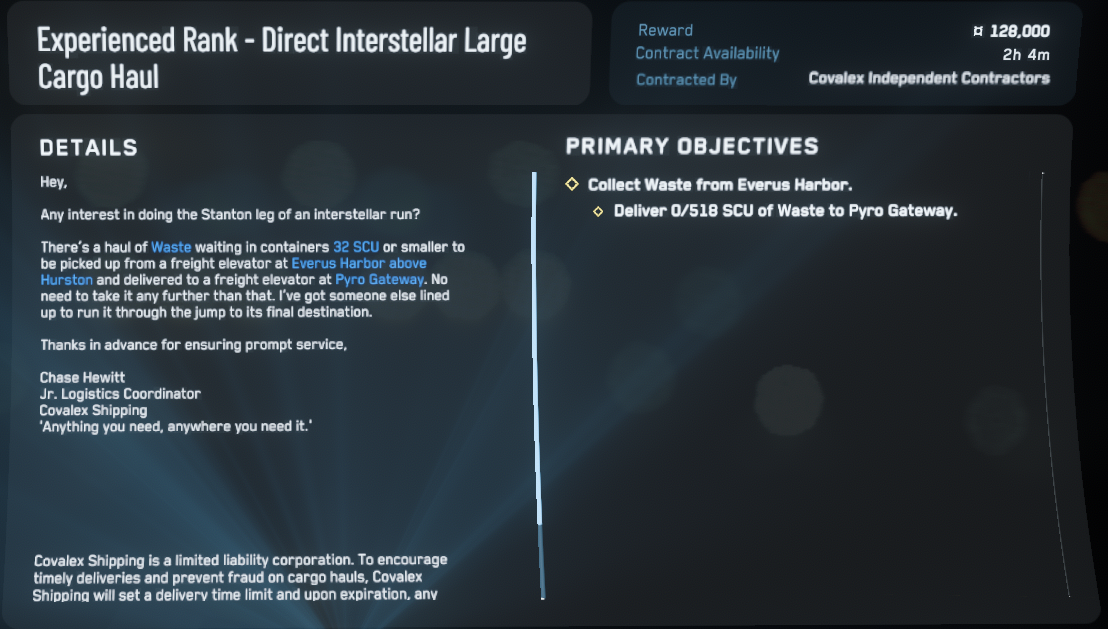 Experienced Rank - Direct Interstellar Large
Cargo Haul
Reward ¤ 128,000
Contract Availability 2h 4m
Contracted By Covalex Independent Contractors
DETAILS
Hey,
Any interest in doing the Stanton leg of an interstellar run?
There's a haul of Waste waiting in containers 32 SCU or smaller to
be picked up from a freight elevator at Everus Harbor above
Hurston and delivered to a freight elevator at Pyro Gateway. No
need to take it any further than that. I've got someone else lined
up to run it through the jump to its final destination.
Thanks in advance for ensuring prompt service,
Chase Hewitt
Jr. Logistics Coordinator
Covalex Shipping
'Anything you need, anywhere you need it.'
Covalex Shipping is a limited liability corporation. To encourage
timely deliveries and prevent fraud on cargo hauls, Covalex
Shipping will set a delivery time limit and upon expiration, any
PRIMARY OBJECTIVES
Collect Waste from Everus Harbor.
Deliver 0/518 SCU of Waste to Pyro Gateway.